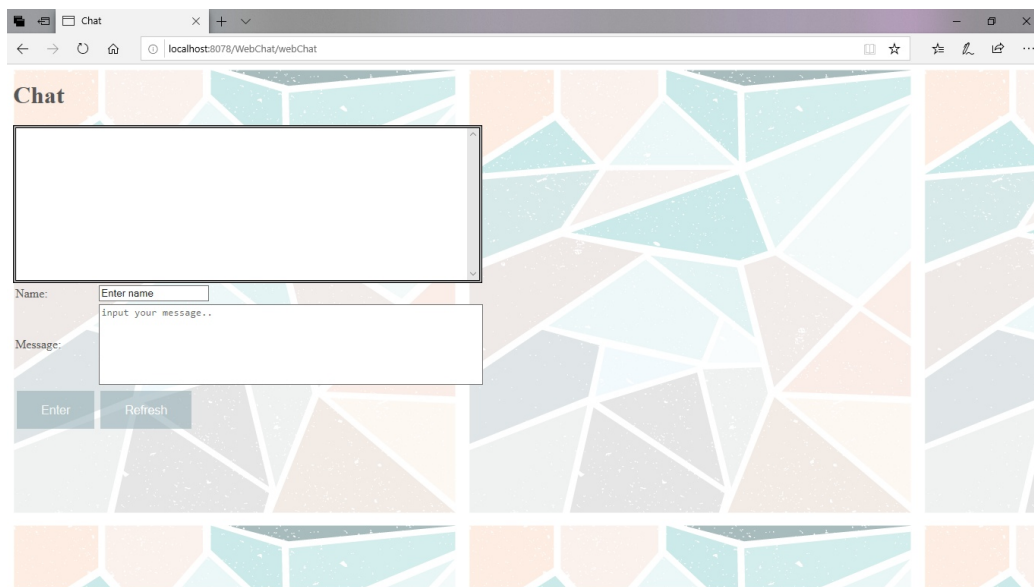 Chat
localhost:8078/WebChat/webChat
Chat
Name:
Enter name
input your message..
Message:
Enter
Refresh